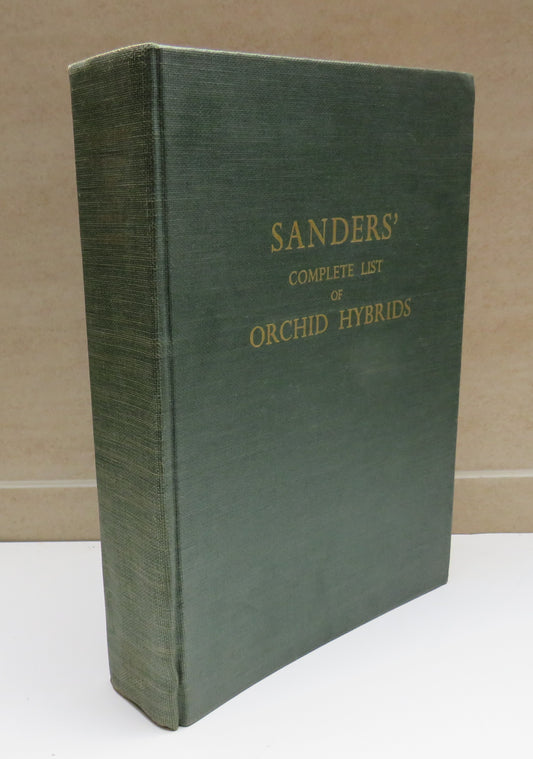 SANDERS'
COMPLETE LIST
OF
ORCHID HYBRIDS